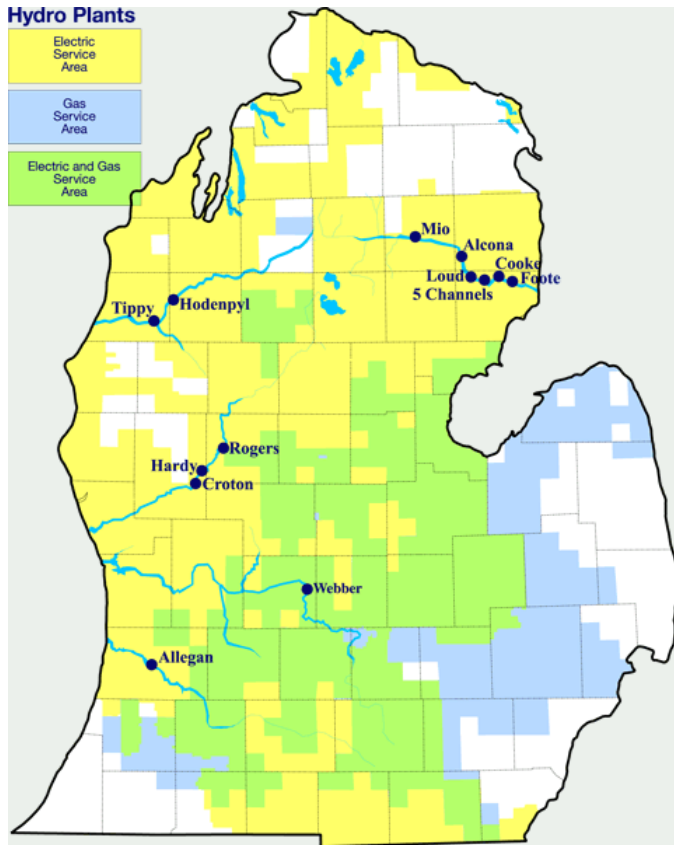 Hydro Plants
Electric
Service
Area
Gas
Service
Area
Electric and Gas
Service
Area
Mio
Alcona
Cooke
Loud
Foote
5 Channels
Hodenpyl
Tippy
Rogers
Hardy
Croton
Webber
Allegan